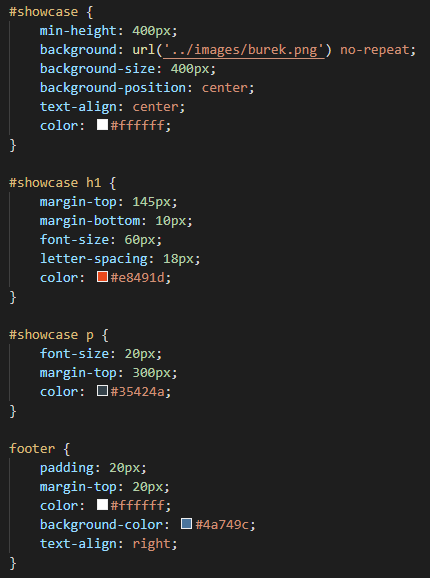 #showcase {
    min-height: 400px;
    background: url('../images/burek.png') no-repeat;
    background-size: 400px;
    background-position: center;
    text-align: center;
    color: #ffffff;
}

#showcase h1 {
    margin-top: 145px;
    margin-bottom: 10px;
    font-size: 60px;
    letter-spacing: 18px;
    color: #e8491d;
}

#showcase p {
    font-size: 20px;
    margin-top: 300px;
    color: #35424a;
}

footer {
    padding: 20px;
    margin-top: 20px;
    color: #ffffff;
    background-color: #4a749c;
    text-align: right;
}